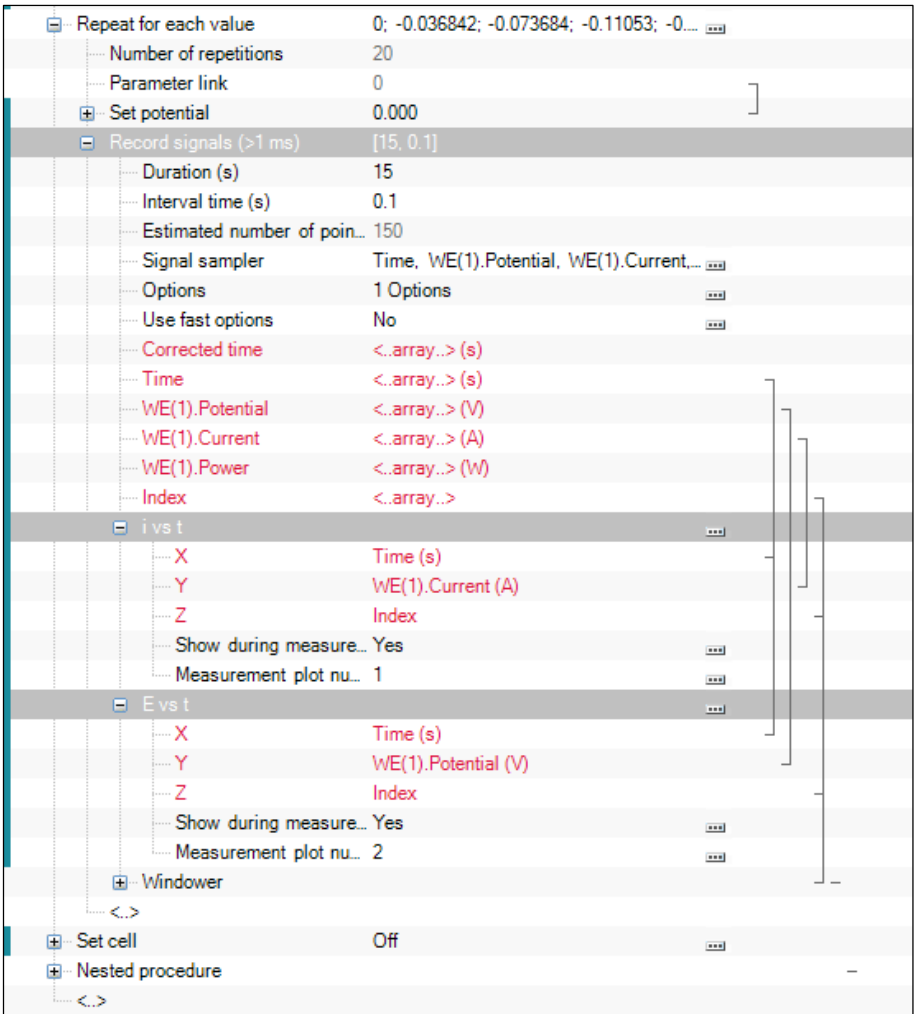 Repeat for each value 0; -0.036842; -0.073684; -0.11053; -0....
Number of repetitions 20
Parameter link 0
Set potential 0.000
Record signals (>1 ms) [15, 0.1]
Duration (s) 15
Interval time (s) 0.1
Estimated number of poin... 150
Signal sampler Time, WE(1).Potential, WE(1).Current,...
Options 1 Options
Use fast options No
Corrected time <..array..> (s)
Time <..array..> (s)
WE(1).Potential <..array..> (V)
WE(1).Current <..array..> (A)
WE(1).Power <..array..> (W)
Index <..array..>
i vs t
X Time (s)
Y WE(1).Current (A)
Z Index
Show during measure... Yes
Measurement plot nu... 1
E vs t
X Time (s)
Y WE(1).Potential (V)
Z Index
Show during measure... Yes
Measurement plot nu... 2
Windower
<..>
Set cell Off
Nested procedure
<..>